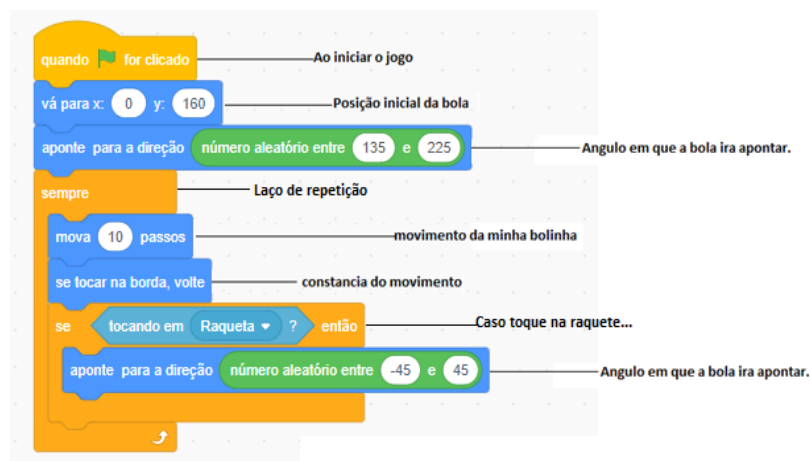 quando for clicado Ao iniciar o jogo
vá para x: 0 y: 160 Posição inicial da bola
aponte para a direção número aleatório entre 135 e 225 Angulo em que a bola ira apontar.
sempre Laço de repetição
mova 10 passos movimento da minha bolinha
se tocar na borda, volte constancia do movimento
se tocando em Raqueta ? então Caso toque na raquete...
aponte para a direção número aleatório entre -45 e 45 Angulo em que a bola ira apontar.